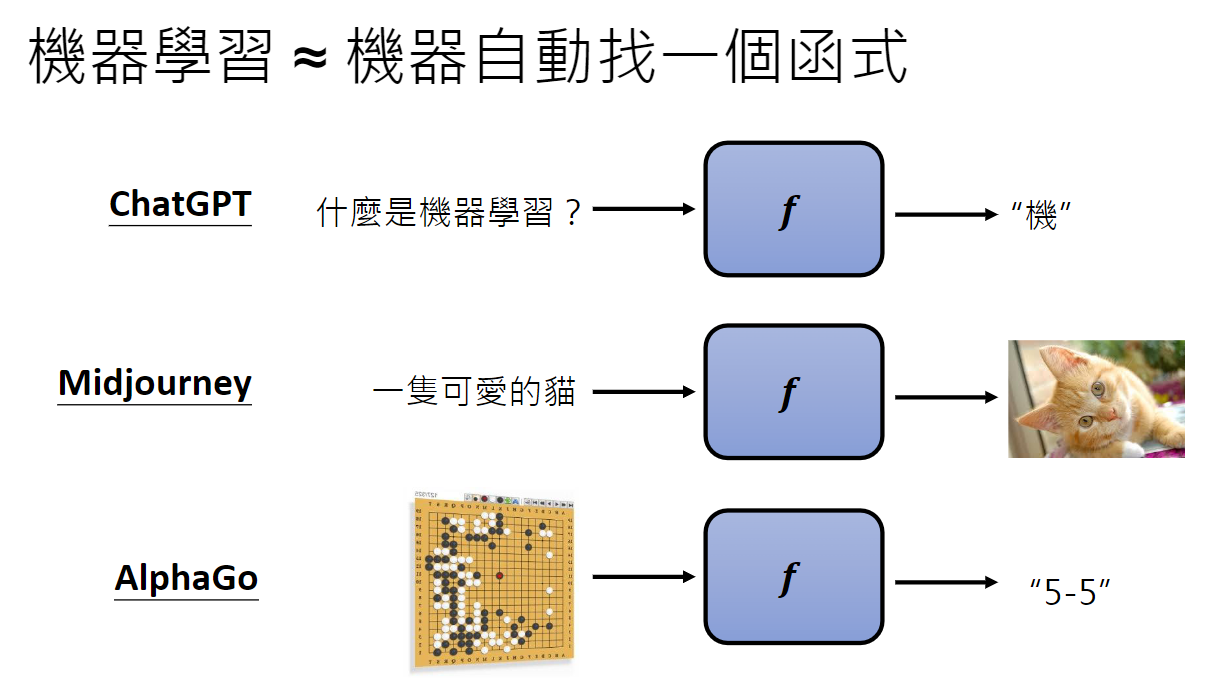 機器學習 ≈ 機器自動找一個函式
ChatGPT
什麼是機器學習？
f
“機”
Midjourney
一隻可愛的貓
f
AlphaGo
f
“5-5”